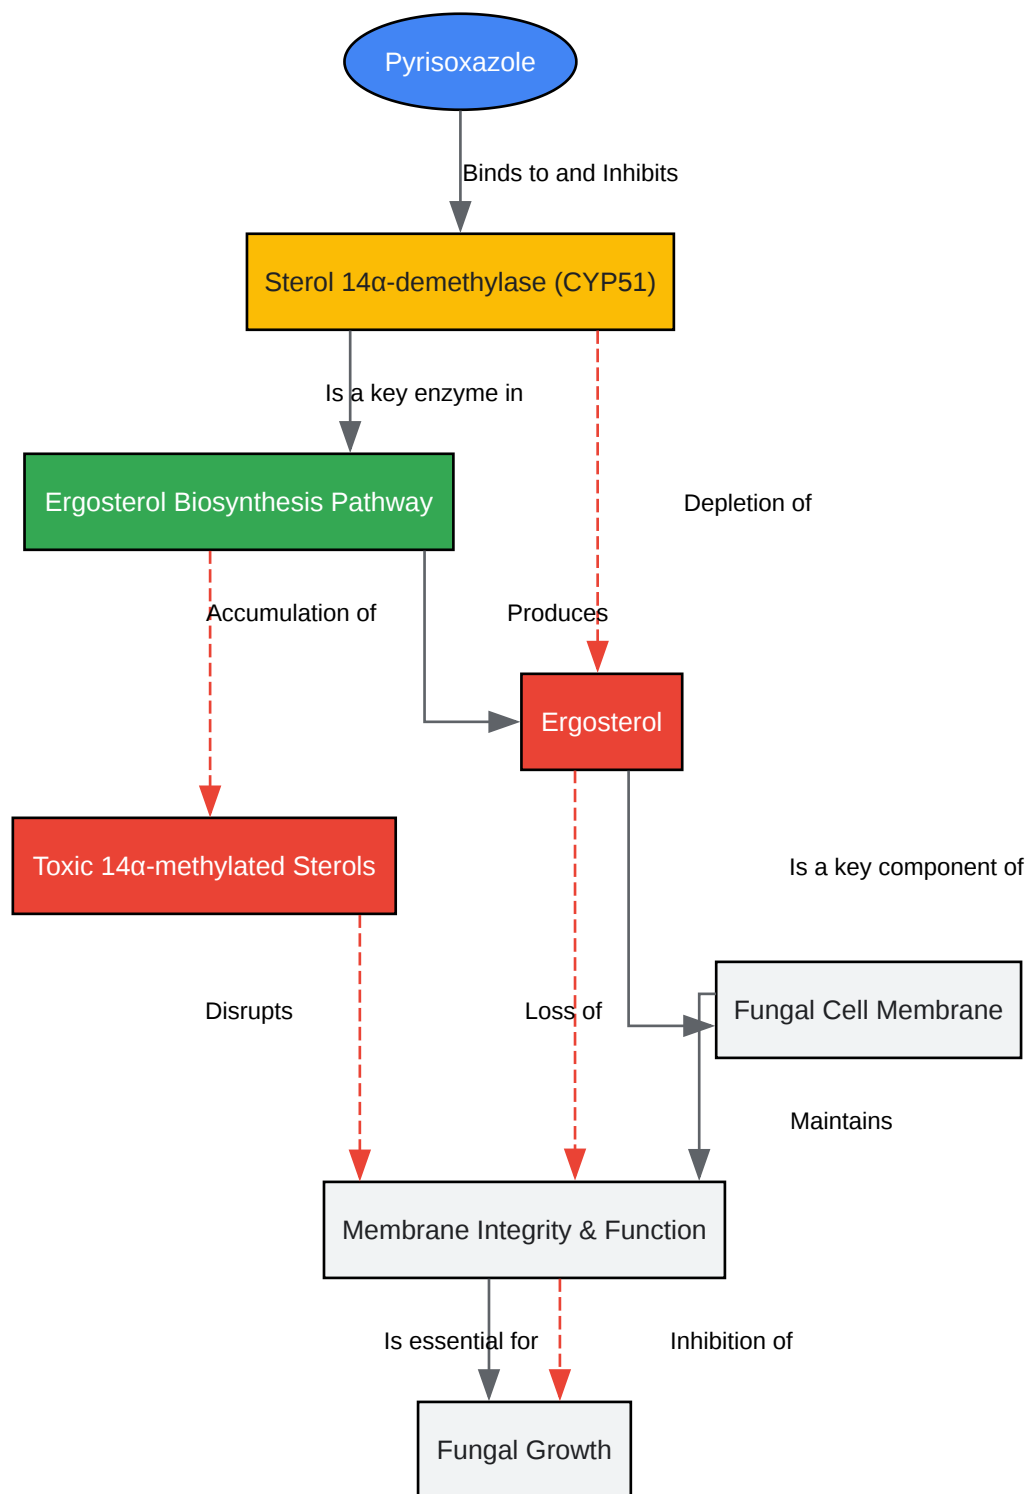 Pyrisoxazole
Binds to and Inhibits
Sterol 14α-demethylase (CYP51)
Is a key enzyme in
Ergosterol Biosynthesis Pathway
Depletion of
Accumulation of
Produces
Ergosterol
Toxic 14α-methylated Sterols
Is a key component of
Disrupts
Loss of
Fungal Cell Membrane
Maintains
Membrane Integrity & Function
Is essential for
Inhibition of
Fungal Growth